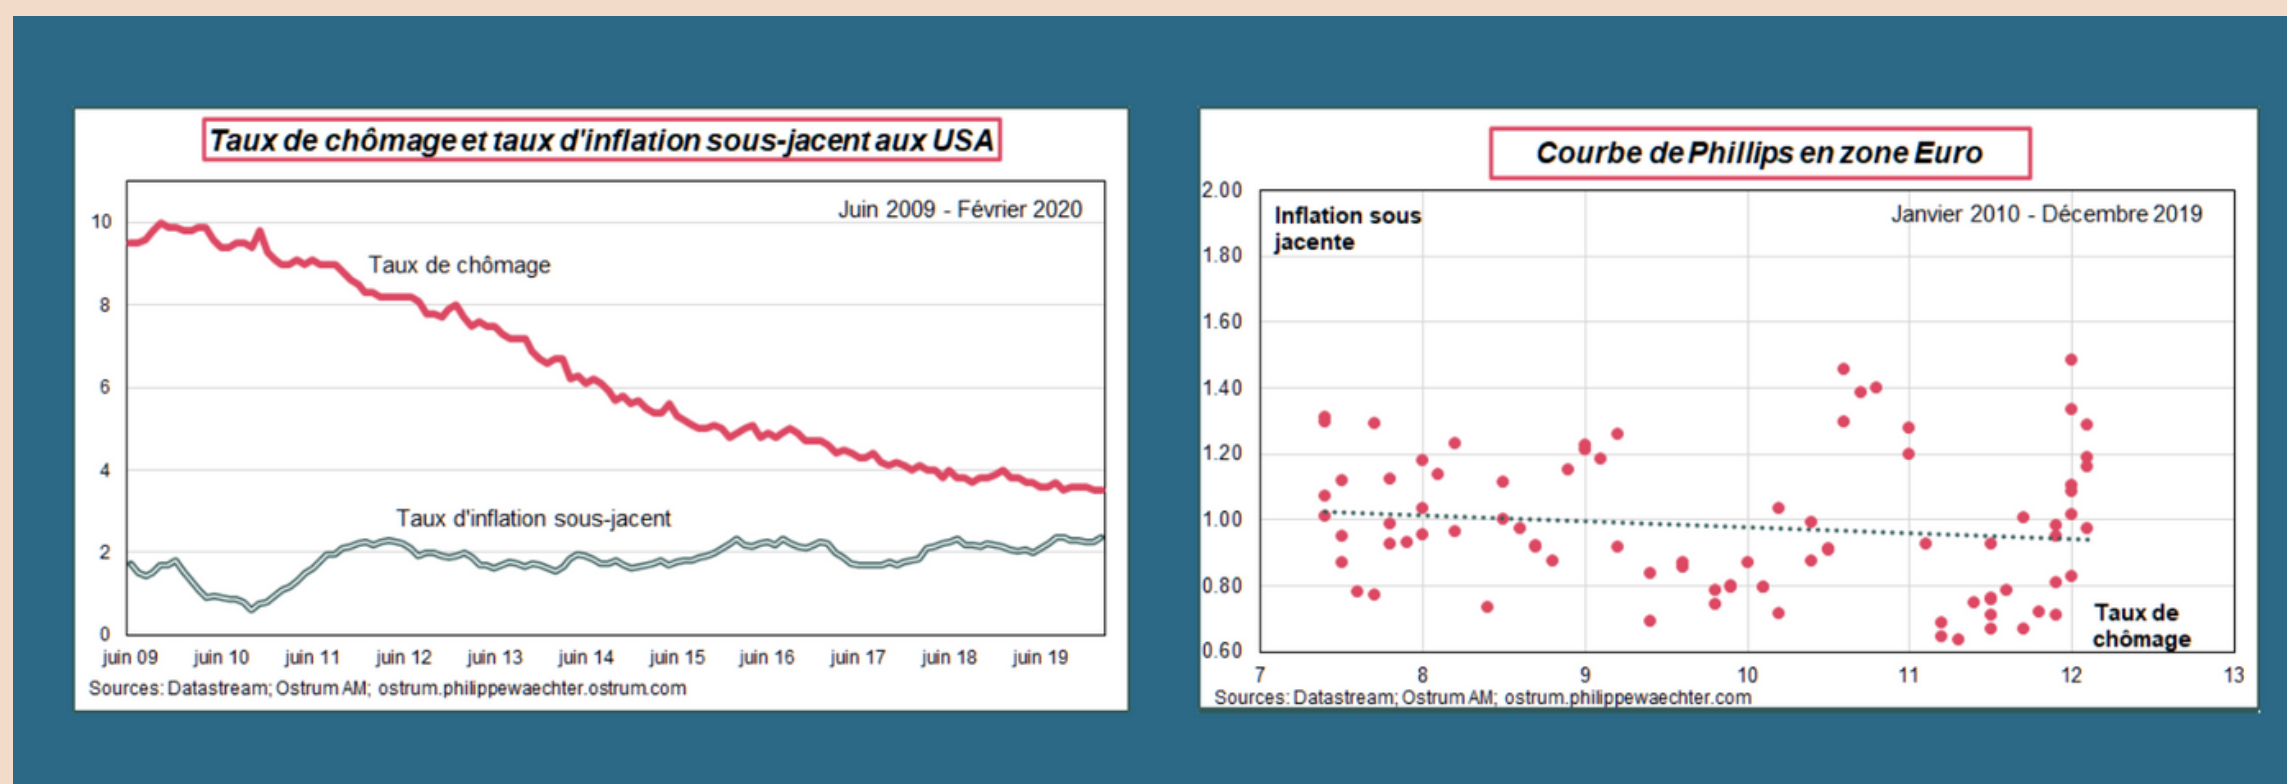 Taux de chômage et taux d'inflation sous-jacent aux USA
Juin 2009 - Février 2020
10
Taux de chômage
8
6
4
Taux d'inflation sous-jacent
2
0
juin 09 juin 10 juin 11 juin 12 juin 13 juin 14 juin 15 juin 16 juin 17 juin 18 juin 19
Sources: Datastream; Ostrum AM; ostrum.philippewaechter.ostrum.com
Courbe de Phillips en zone Euro
2.00
Inflation sous
jacente
Janvier 2010 - Décembre 2019
1.80
1.60
1.40
1.20
1.00
0.80
Taux de
chômage
0.60
7 8 9 10 11 12 13
Sources: Datastream; Ostrum AM; ostrum.philippewaechter.com